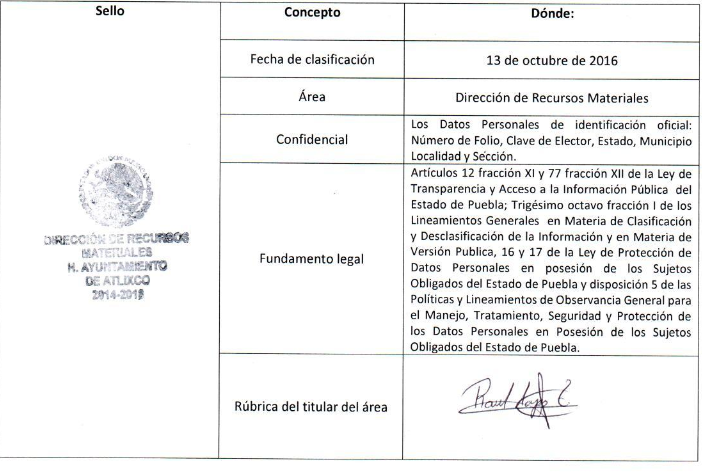 Sello
Concepto
Dónde:
Fecha de clasificación
13 de octubre de 2016
Área
Dirección de Recursos Materiales
Confidencial
Los Datos Personales de identificación oficial:
Número de Folio, Clave de Elector, Estado, Municipio
Localidad y Sección.
Fundamento legal
Artículos 12 fracción XI y 77 fracción XII de la Ley de
Transparencia y Acceso a la Información Pública del
Estado de Puebla; Trigésimo octavo fracción I de los
Lineamientos Generales en Materia de Clasificación
y Desclasificación de la Información y en Materia de
Versión Publica, 16 y 17 de la Ley de Protección de
Datos Personales en posesión de los Sujetos
Obligados del Estado de Puebla y disposición 5 de las
Políticas y Lineamientos de Observancia General para
el Manejo, Tratamiento, Seguridad y Protección de
los Datos Personales en Posesión de los Sujetos
Obligados del Estado de Puebla.
DIRECCIÓN DE RECURSOS
MATERIALES
H. AYUNTAMIENTO
DE ATLIXCO
2014-2018
Rúbrica del titular del área
Raul